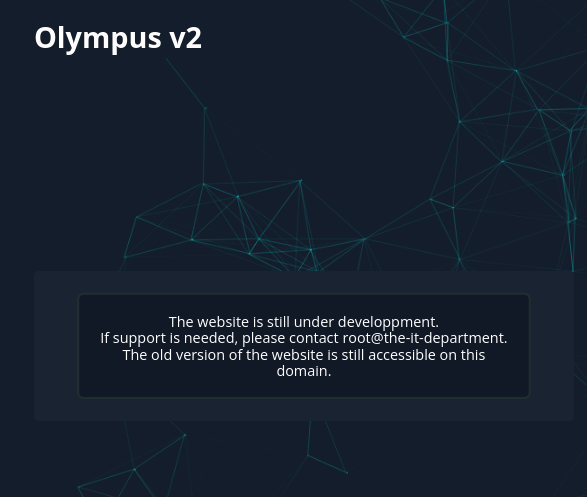 Olympus v2
The website is still under developpment.
If support is needed, please contact root@the-it-department.
The old version of the website is still accessible on this
domain.